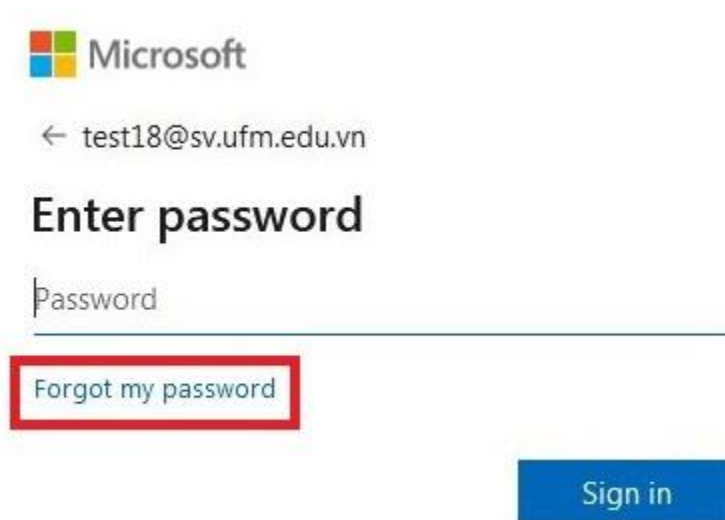 Microsoft
← test18@sv.ufm.edu.vn
Enter password
Password
Forgot my password
Sign in